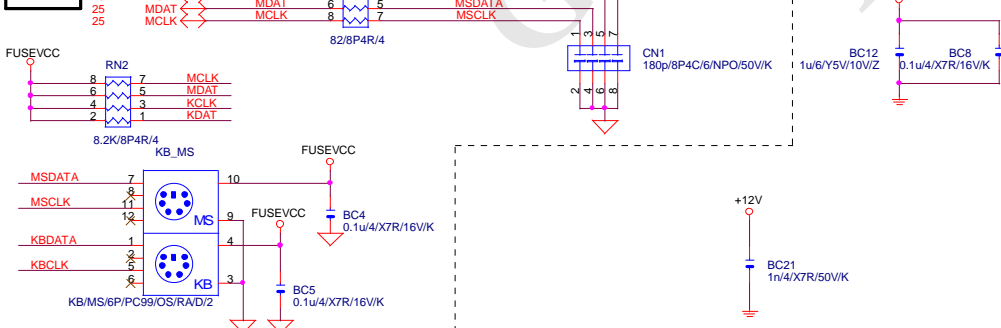 25 MDAT MDAT 6 5 MSDATA
25 MCLK MCLK 8 7 MSCLK
82/8P4R/4
1 3 5 7
CN1
180p/8P4C/6/NPO/50V/K
2 4 6 8
BC12
1u/6/Y5V/10V/Z
BC8
0.1u/4/X7R/16V/K
FUSEVCC
RN2
8 7 MCLK
6 5 MDAT
4 3 KCLK
2 1 KDAT
8.2K/8P4R/4
KB_MS
FUSEVCC
MSDATA 7 10
8
MSCLK 11
12 MS 9
BC4
0.1u/4/X7R/16V/K
FUSEVCC
KBDATA 1 4
2
KBCLK 5
6 KB 3
KB/MS/6P/PC99/OS/RA/D/2
BC5
0.1u/4/X7R/16V/K
+12V
BC21
1n/4/X7R/50V/K